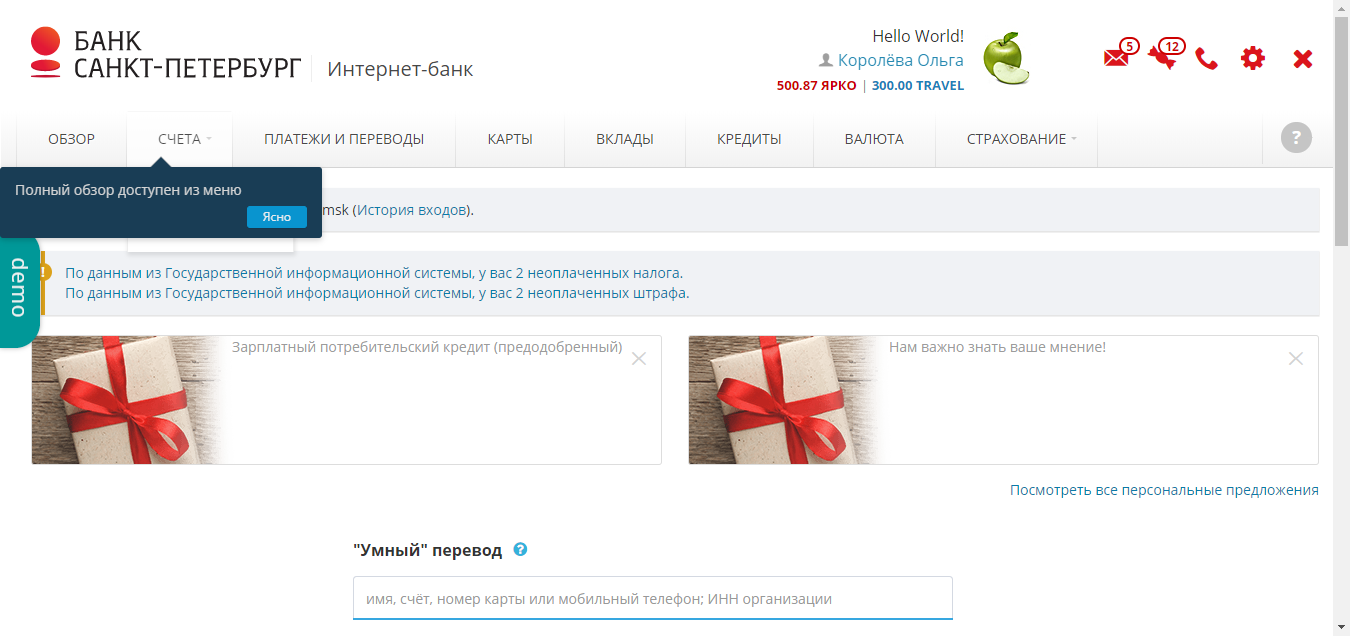 БАНК
САНКТ-ПЕТЕРБУРГ
Интернет-банк
Hello World!
Королёва Ольга
500.87 ЯРКО | 300.00 TRAVEL
5
12
ОБЗОР
СЧЕТА
ПЛАТЕЖИ И ПЕРЕВОДЫ
КАРТЫ
ВКЛАДЫ
КРЕДИТЫ
ВАЛЮТА
СТРАХОВАНИЕ
?
Полный обзор доступен из меню
Ясно
msk (История входов).
demo
!
По данным из Государственной информационной системы, у вас 2 неоплаченных налога.
По данным из Государственной информационной системы, у вас 2 неоплаченных штрафа.
Зарплатный потребительский кредит (предодобренный)
Нам важно знать ваше мнение!
Посмотреть все персональные предложения
"Умный" перевод ?
имя, счёт, номер карты или мобильный телефон; ИНН организации